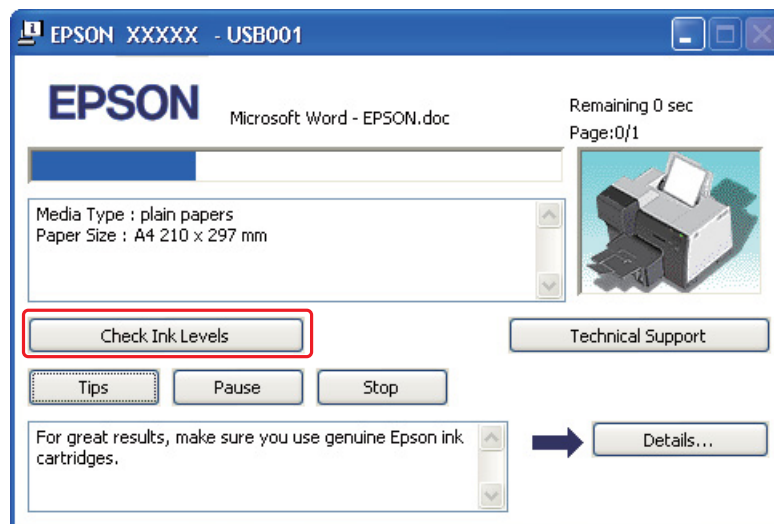 EPSON XXXXX - USB001
EPSON
Microsoft Word - EPSON.doc
Remaining 0 sec
Page:0/1
Media Type : plain papers
Paper Size : A4 210 x 297 mm
Check Ink Levels
Technical Support
Tips
Pause
Stop
For great results, make sure you use genuine Epson ink
cartridges.
Details...